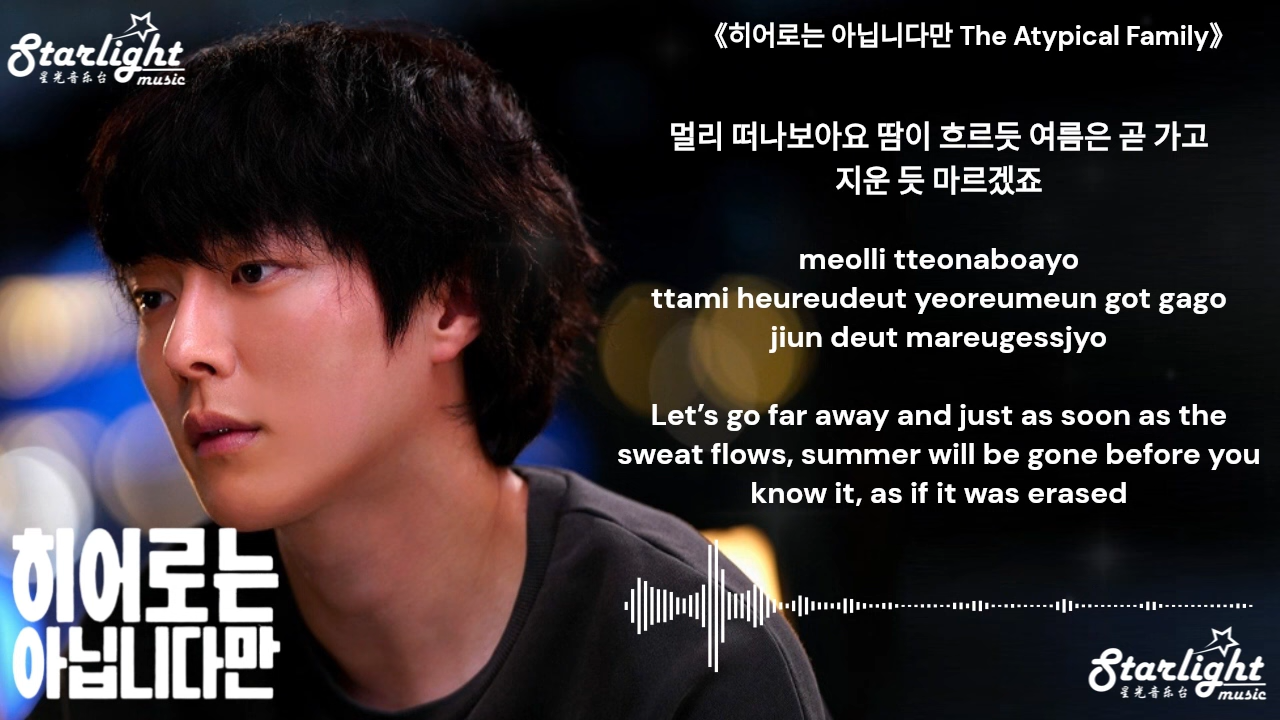 Starlight
星光音乐台 music
《히어로는 아닙니다만 The Atypical Family》
멀리 떠나보아요 땀이 흐르듯 여름은 곧 가고
지운 듯 마르겠죠
meolli tteonaboayo
ttami heureudeut yeoreumeun got gago
jiun deut mareugessjyo
Let’s go far away and just as soon as the
sweat flows, summer will be gone before you
know it, as if it was erased
히어로는
아닙니다만
Starlight
星光音乐台 music